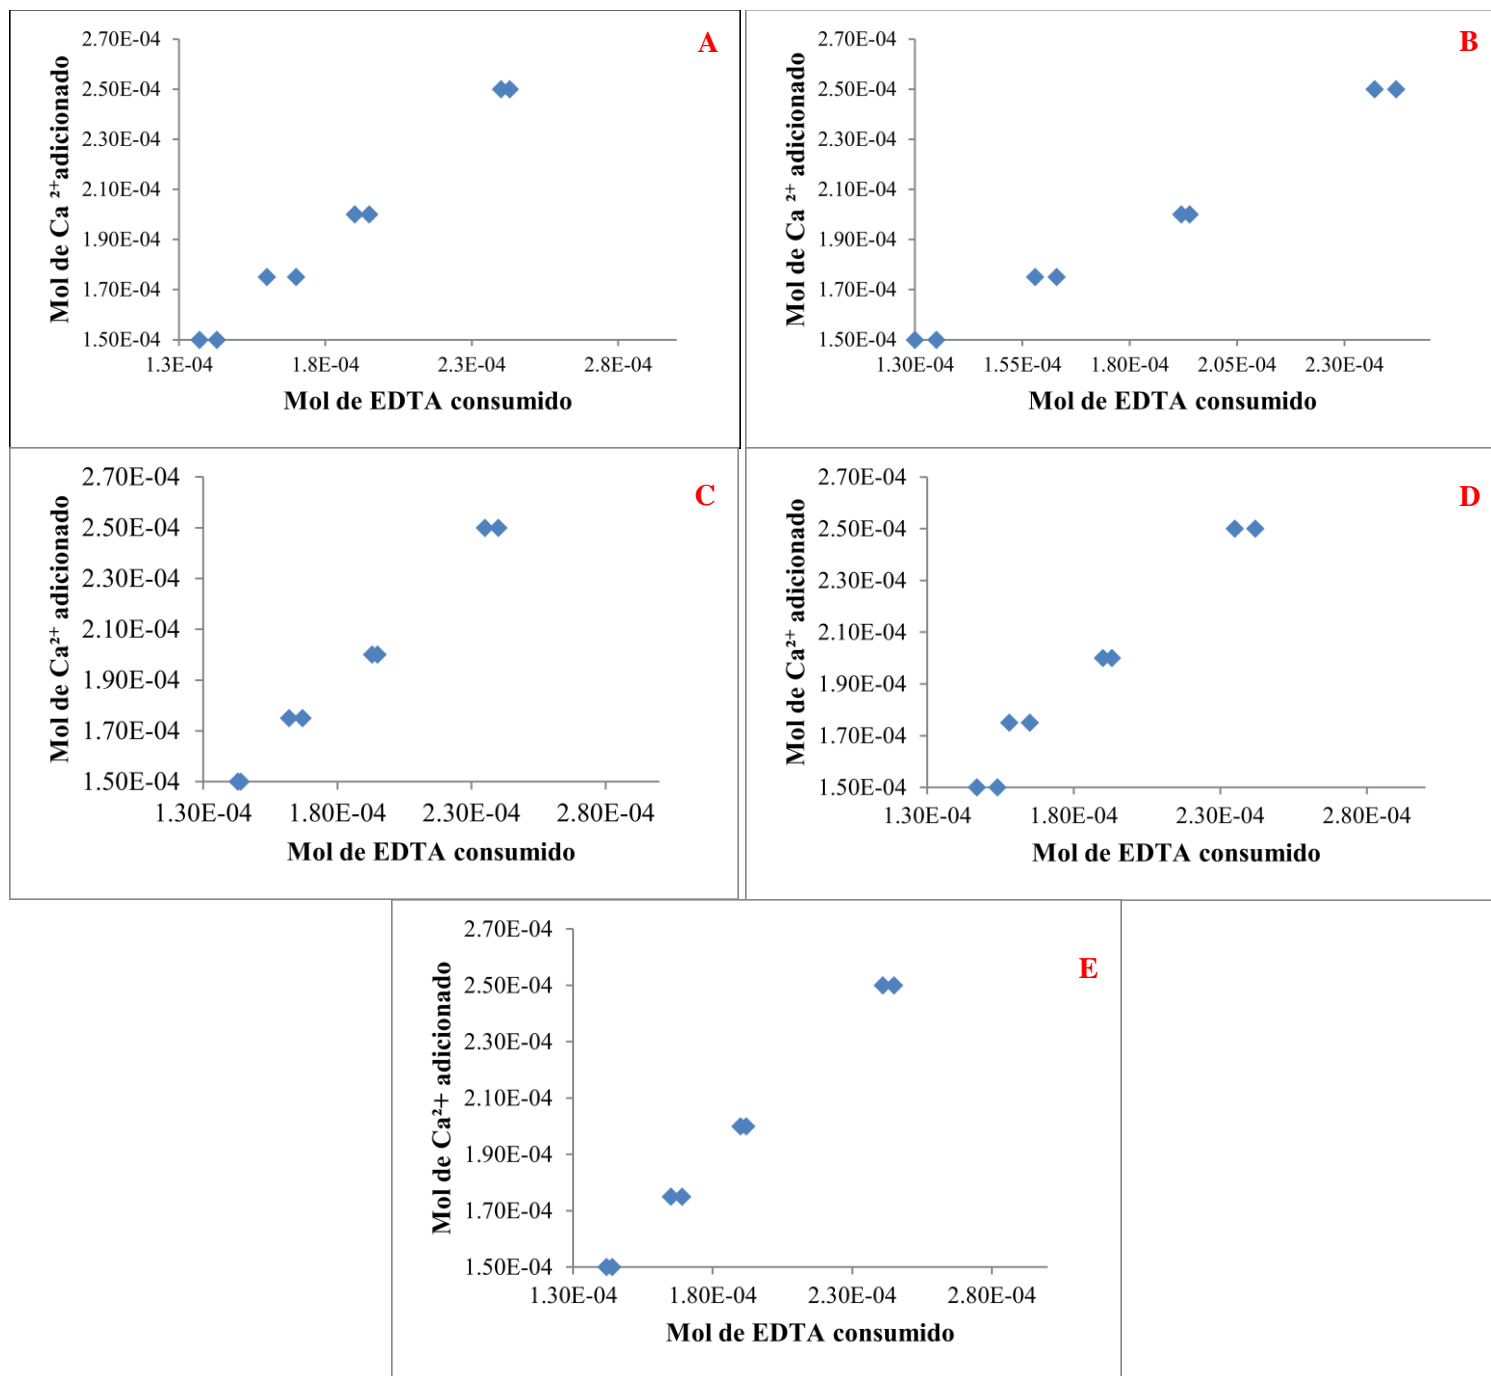 A
Mol de Ca ²⁺adicionado
2.70E-04
2.50E-04
2.30E-04
2.10E-04
1.90E-04
1.70E-04
1.50E-04
1.3E-04 1.8E-04 2.3E-04 2.8E-04
Mol de EDTA consumido
B
Mol de Ca ²⁺ adicionado
2.70E-04
2.50E-04
2.30E-04
2.10E-04
1.90E-04
1.70E-04
1.50E-04
1.30E-04 1.55E-04 1.80E-04 2.05E-04 2.30E-04
Mol de EDTA consumido
C
Mol de Ca²⁺ adicionado
2.70E-04
2.50E-04
2.30E-04
2.10E-04
1.90E-04
1.70E-04
1.50E-04
1.30E-04 1.80E-04 2.30E-04 2.80E-04
Mol de EDTA consumido
D
Mol de Ca²⁺ adicionado
2.70E-04
2.50E-04
2.30E-04
2.10E-04
1.90E-04
1.70E-04
1.50E-04
1.30E-04 1.80E-04 2.30E-04 2.80E-04
Mol de EDTA consumido
E
Mol de Ca²+ adicionado
2.70E-04
2.50E-04
2.30E-04
2.10E-04
1.90E-04
1.70E-04
1.50E-04
1.30E-04 1.80E-04 2.30E-04 2.80E-04
Mol de EDTA consumido